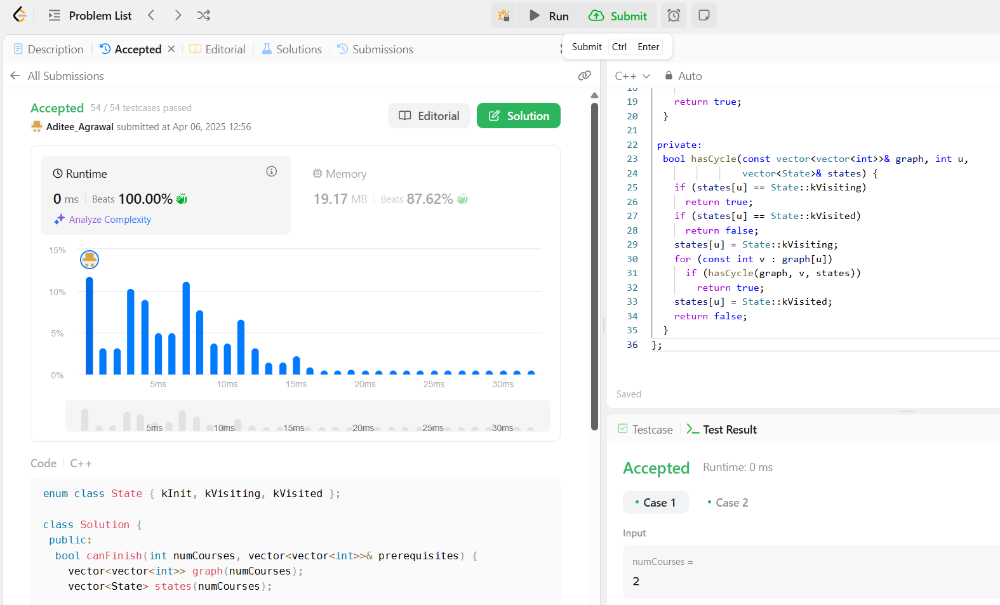 Problem List
Run
Submit
Submit Ctrl Enter
Description
Accepted
Editorial
Solutions
Submissions
All Submissions
Accepted 54 / 54 testcases passed
Aditee_Agrawal submitted at Apr 06, 2025 12:56
Editorial
Solution
Runtime
0 ms Beats 100.00%
Analyze Complexity
Memory
19.17 MB Beats 87.62%
15%
10%
5%
0%
5ms 10ms 15ms 20ms 25ms 30ms
5ms 10ms 15ms 20ms 25ms 30ms
Code C++
enum class State { kInit, kVisiting, kVisited };
class Solution {
public:
bool canFinish(int numCourses, vector<vector<int>>& prerequisites) {
vector<vector<int>> graph(numCourses);
vector<State> states(numCourses);
C++ Auto
18
19 return true;
20 }
21
22 private:
23 bool hasCycle(const vector<vector<int>>& graph, int u,
24 vector<State>& states) {
25 if (states[u] == State::kVisiting)
26 return true;
27 if (states[u] == State::kVisited)
28 return false;
29 states[u] = State::kVisiting;
30 for (const int v : graph[u])
31 if (hasCycle(graph, v, states))
32 return true;
33 states[u] = State::kVisited;
34 return false;
35 }
36 };
Saved
Testcase
Test Result
Accepted Runtime: 0 ms
Case 1
Case 2
Input
numCourses =
2